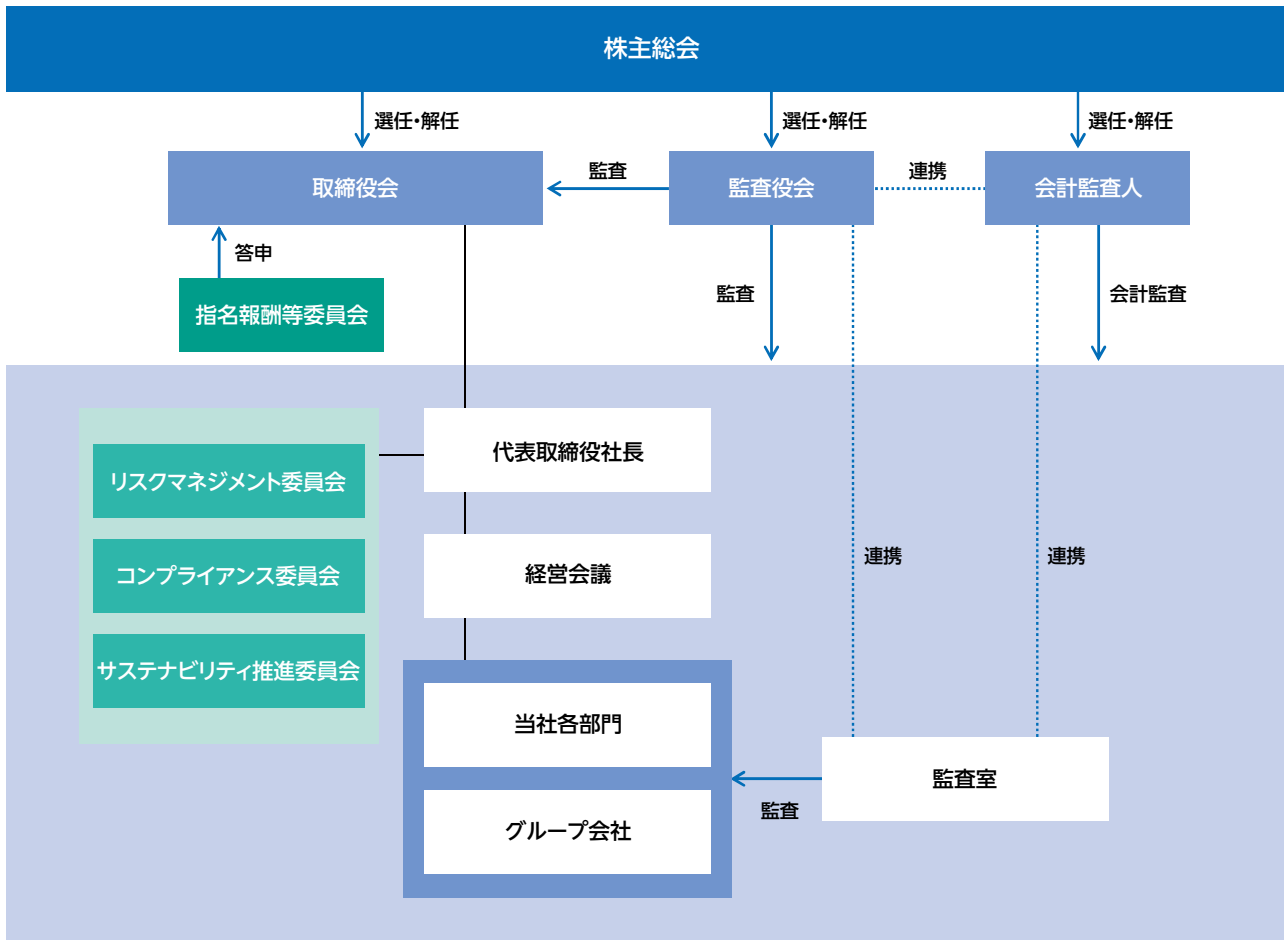 株主総会
選任・解任
選任・解任
選任・解任
取締役会
監査
監査役会
連携
会計監査人
答申
指名報酬等委員会
監査
会計監査
代表取締役社長
リスクマネジメント委員会
コンプライアンス委員会
サステナビリティ推進委員会
経営会議
連携
連携
当社各部門
グループ会社
監査
監査室